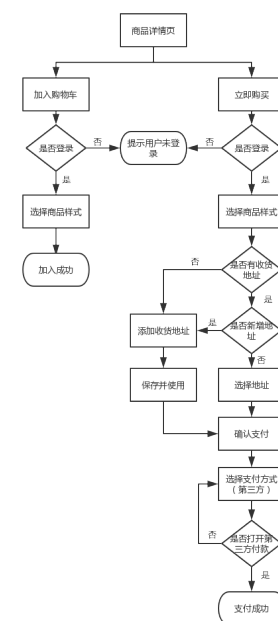 商品详情页
加入购物车
立即购买
是否登录
否
提示用户未登
录
否
是否登录
是
是
选择商品样式
选择商品样式
加入成功
否
是否有收货
地址
是
添加收货地址
是
是否新增地
址
否
保存并使用
选择地址
确认支付
选择支付方式
（第三方）
否
是否打开第
三方付款
是
支付成功